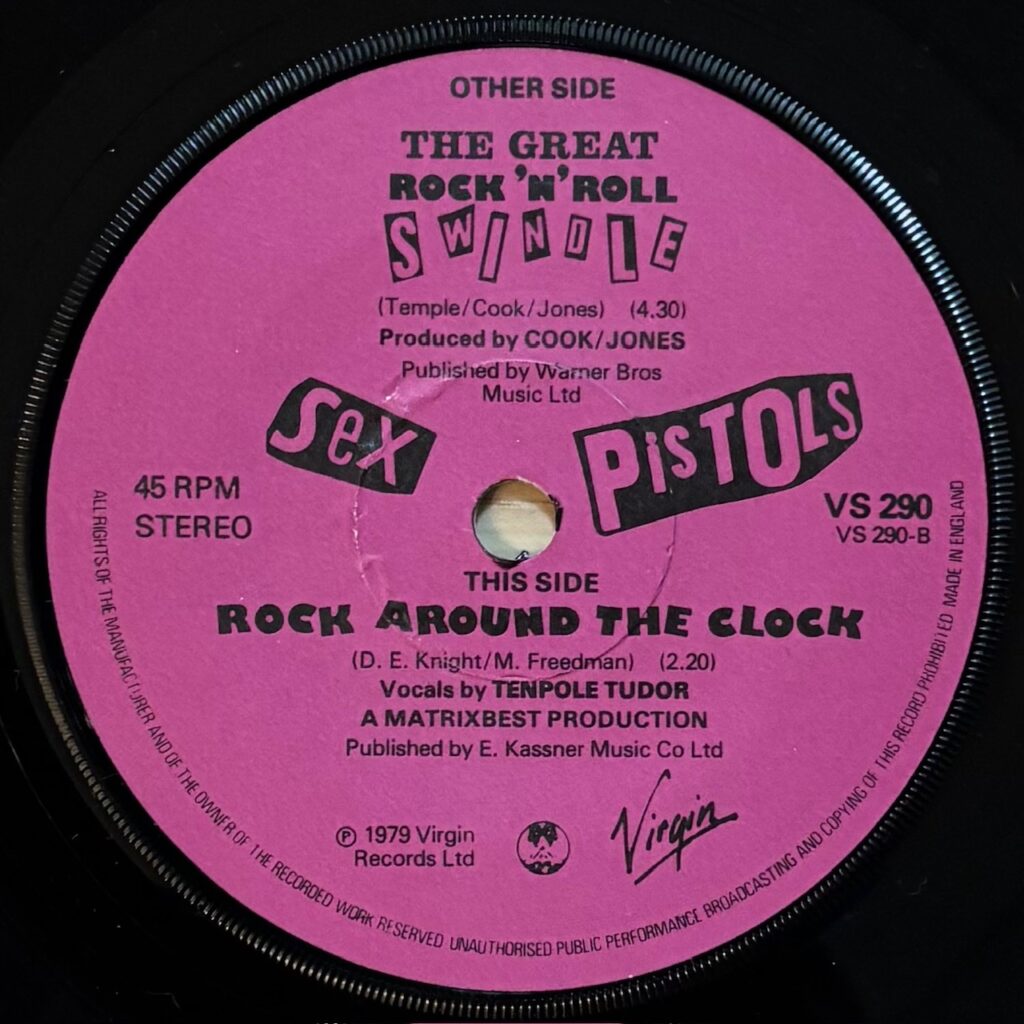 OTHER SIDE
THE GREAT
ROCK 'N' ROLL
SWINDLE
(Temple/Cook/Jones) (4.30)
Produced by COOK/JONES
Published by Warner Bros
Music Ltd
Sex PiSTOLS
45 RPM
STEREO
VS 290
VS 290-B
THIS SIDE
ROCK AROUND THE CLOCK
(D. E. Knight/M. Freedman) (2.20)
Vocals by TENPOLE TUDOR
A MATRIXBEST PRODUCTION
Published by E. Kassner Music Co Ltd
℗ 1979 Virgin
Records Ltd
Virgin
ALL RIGHTS OF THE MANUFACTURER AND OF THE OWNER OF THE RECORDED WORK RESERVED UNAUTHORISED PUBLIC PERFORMANCE BROADCASTING AND COPYING OF THIS RECORD PROHIBITED MADE IN ENGLAND